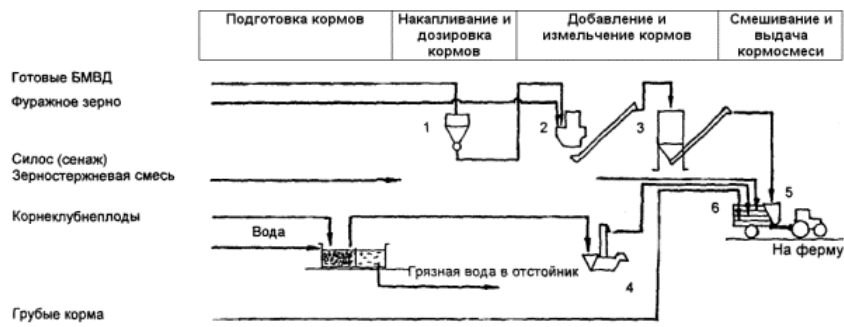 Подготовка кормов
Накапливание и
дозировка
кормов
Добавление и
измельчение кормов
Смешивание и
выдача
кормосмеси
Готовые БМВД
Фуражное зерно
1
2
3
Силос (сенаж)
Зерностержневая смесь
5
6
Корнеклубнеплоды
Вода
На ферму
Грязная вода в отстойник
4
Грубые корма